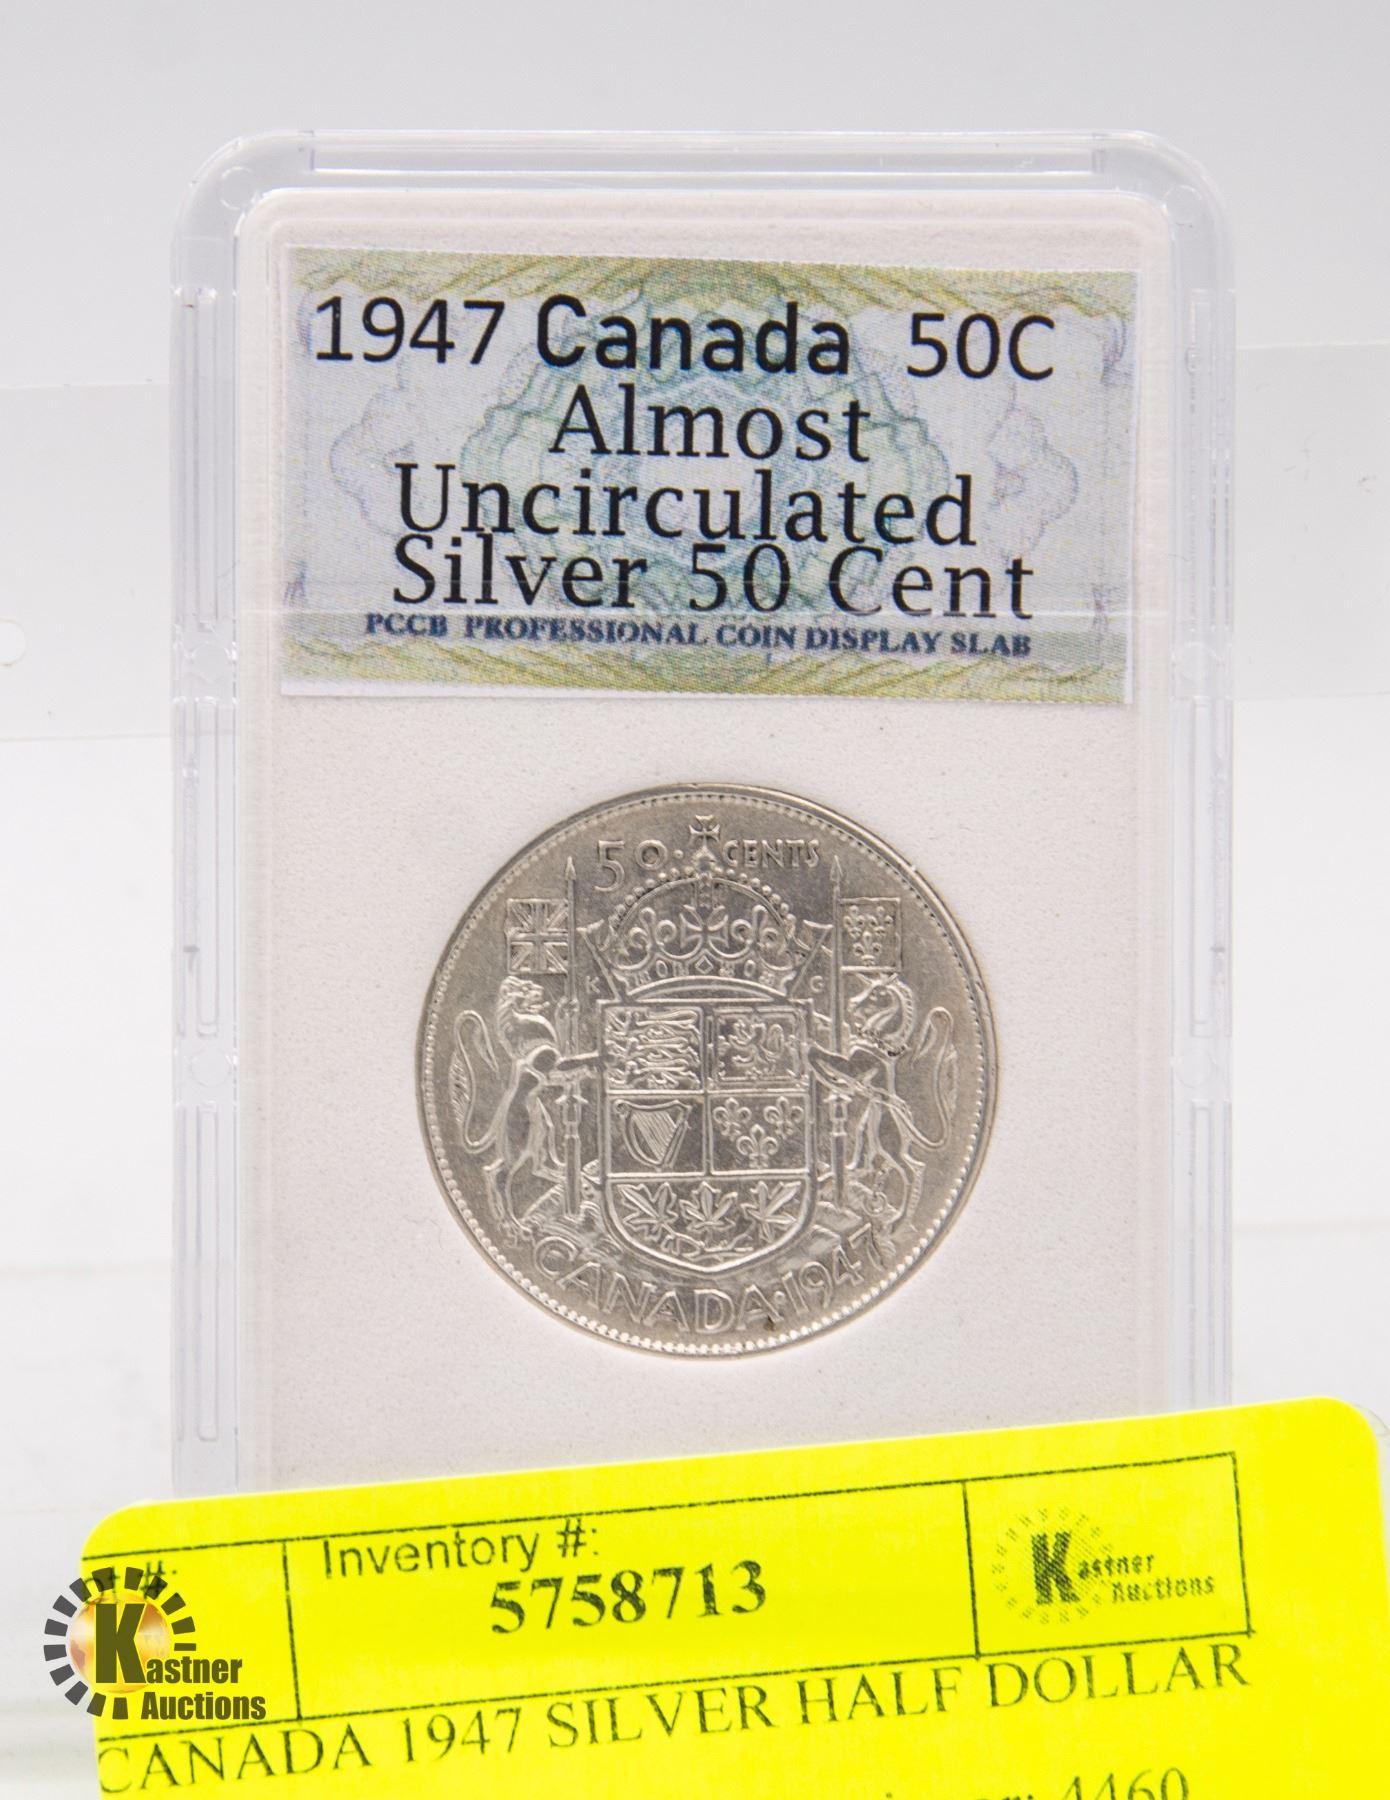 1947 Canada 50C
Almost
Uncirculated
Silver 50 Cent
PCCB PROFESSIONAL COIN DISPLAY SLAB
50 · CENTS
K G
CANADA · 1947
Inventory #:
5758713
Kastner
Auctions
Kastner
Auctions
CANADA 1947 SILVER HALF DOLLAR
4460